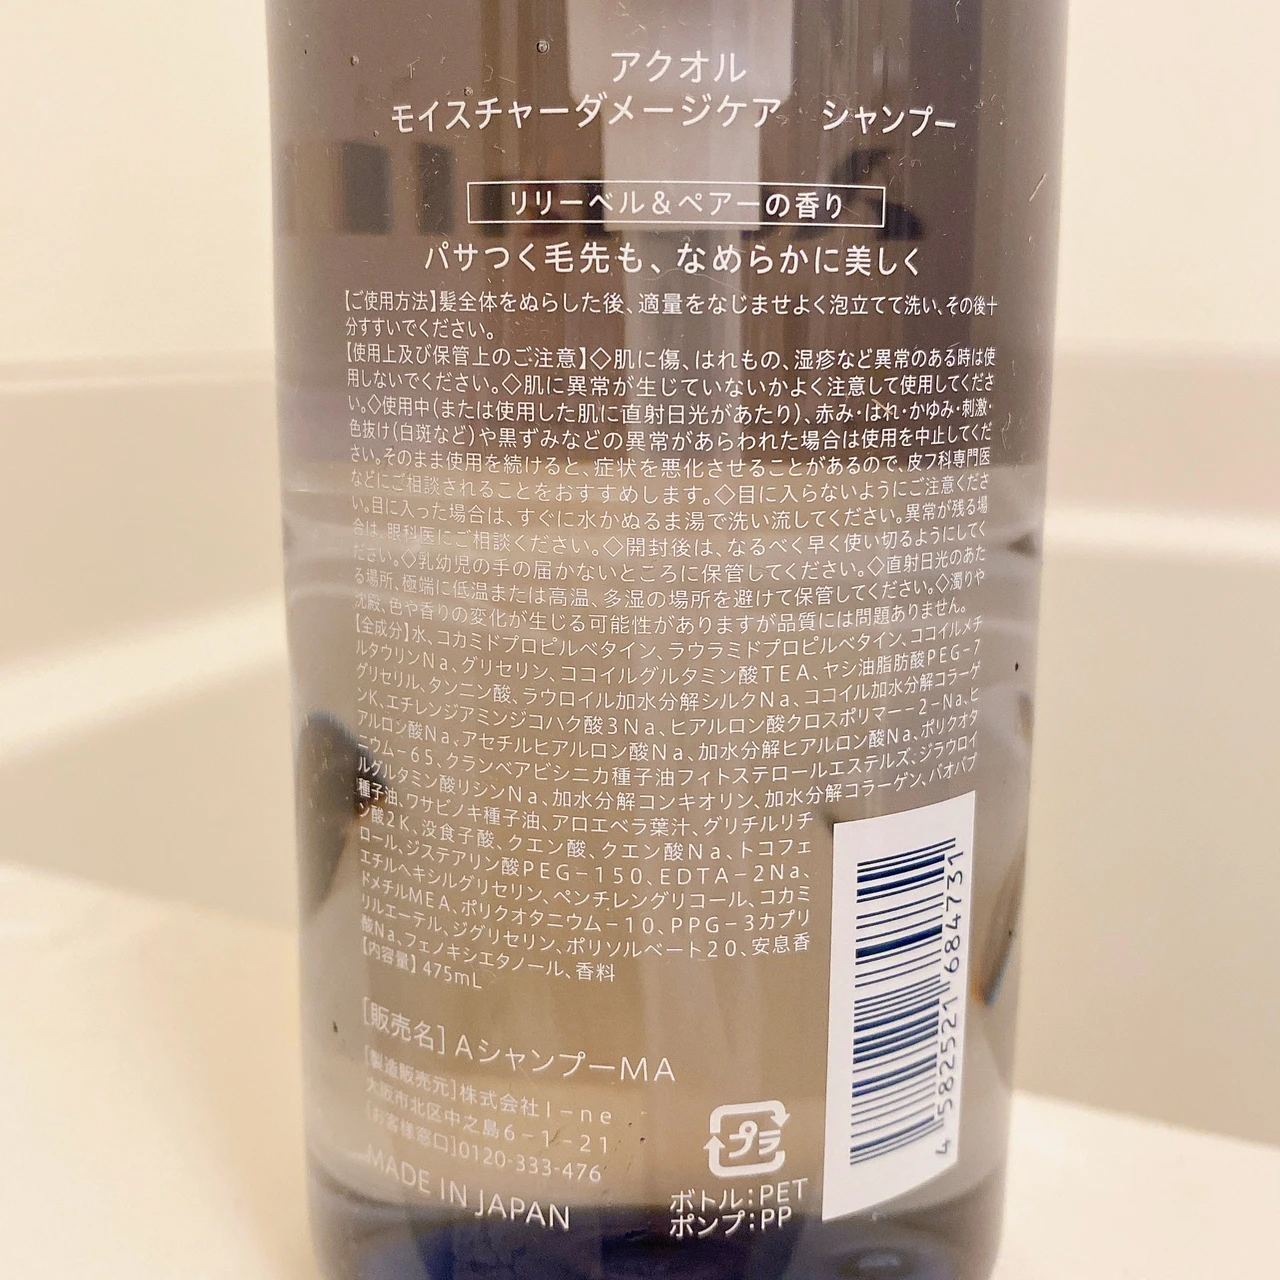 アクオル
モイスチャーダメージケア シャンプー
リリーベル&ペアーの香り
パサつく毛先も、なめらかに美しく
【ご使用方法】髪全体をぬらした後、適量をなじませよく泡立てて洗い、その後十
分すすいでください。
【使用上及び保管上のご注意】◇肌に傷、はれもの、湿疹など異常のある時は使
用しないでください。◇肌に異常が生じていないかよく注意して使用してくださ
い。◇使用中(または使用した肌に直射日光があたり)、赤み・はれ・かゆみ・刺激・
色抜け(白斑など)や黒ずみなどの異常があらわれた場合は使用を中止してくだ
さい。そのまま使用を続けると、症状を悪化させることがあるので、皮フ科専門医
などにご相談されることをおすすめします。◇目に入らないようにご注意くださ
い。目に入った場合は、すぐに水かぬるま湯で洗い流してください。異常が残る場
合は、眼科医にご相談ください。◇開封後は、なるべく早く使い切るようにしてく
ださい。◇乳幼児の手の届かないところに保管してください。◇直射日光のあた
る場所、極端に低温または高温、多湿の場所を避けて保管してください。◇濁りや
沈殿、色や香りの変化が生じる可能性がありますが品質には問題ありません。
【全成分】水、コカミドプロピルベタイン、ラウラミドプロピルベタイン、ココイルメチ
ルタウリンNa、グリセリン、ココイルグルタミン酸TEA、ヤシ油脂肪酸PEG-7
グリセリル、タンニン酸、ラウロイル加水分解シルクNa、ココイル加水分解コラーゲ
ンK、エチレンジアミンジコハク酸3Na、ヒアルロン酸クロスポリマー-2-Na、ヒ
アルロン酸Na、アセチルヒアルロン酸Na、加水分解ヒアルロン酸Na、ポリクオタ
ニウム-65、クランベアビシニカ種子油フィトステロールエステルズ、ジラウロイ
ルグルタミン酸リシンNa、加水分解コンキオリン、加水分解コラーゲン、バオバブ
種子油、ワサビノキ種子油、アロエベラ葉汁、グリチルリチ
ン酸2K、没食子酸、クエン酸、クエン酸Na、トコフェ
ロール、ジステアリン酸PEG-150、EDTA-2Na、
エチルヘキシルグリセリン、ペンチレングリコール、コカミ
ドメチルMEA、ポリクオタニウム-10、PPG-3カプリ
リルエーテル、ジグリセリン、ポリソルベート20、安息香
酸Na、フェノキシエタノール、香料
【内容量】475mL
[販売名]AシャンプーMA
[製造販売元]株式会社I-ne
大阪市北区中之島6-1-21
[お客様窓口]0120-333-476
MADE IN JAPAN
プラ
ボトル:PET
ポンプ:PP
4 582521 684731